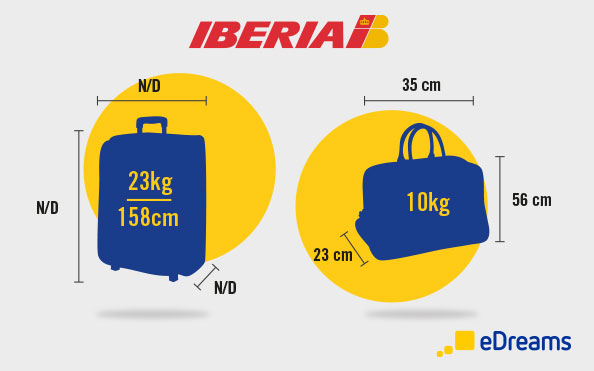 IBERIA
N/D
35 cm
23kg
158cm
N/D
N/D
10kg
56 cm
23 cm
eDreams